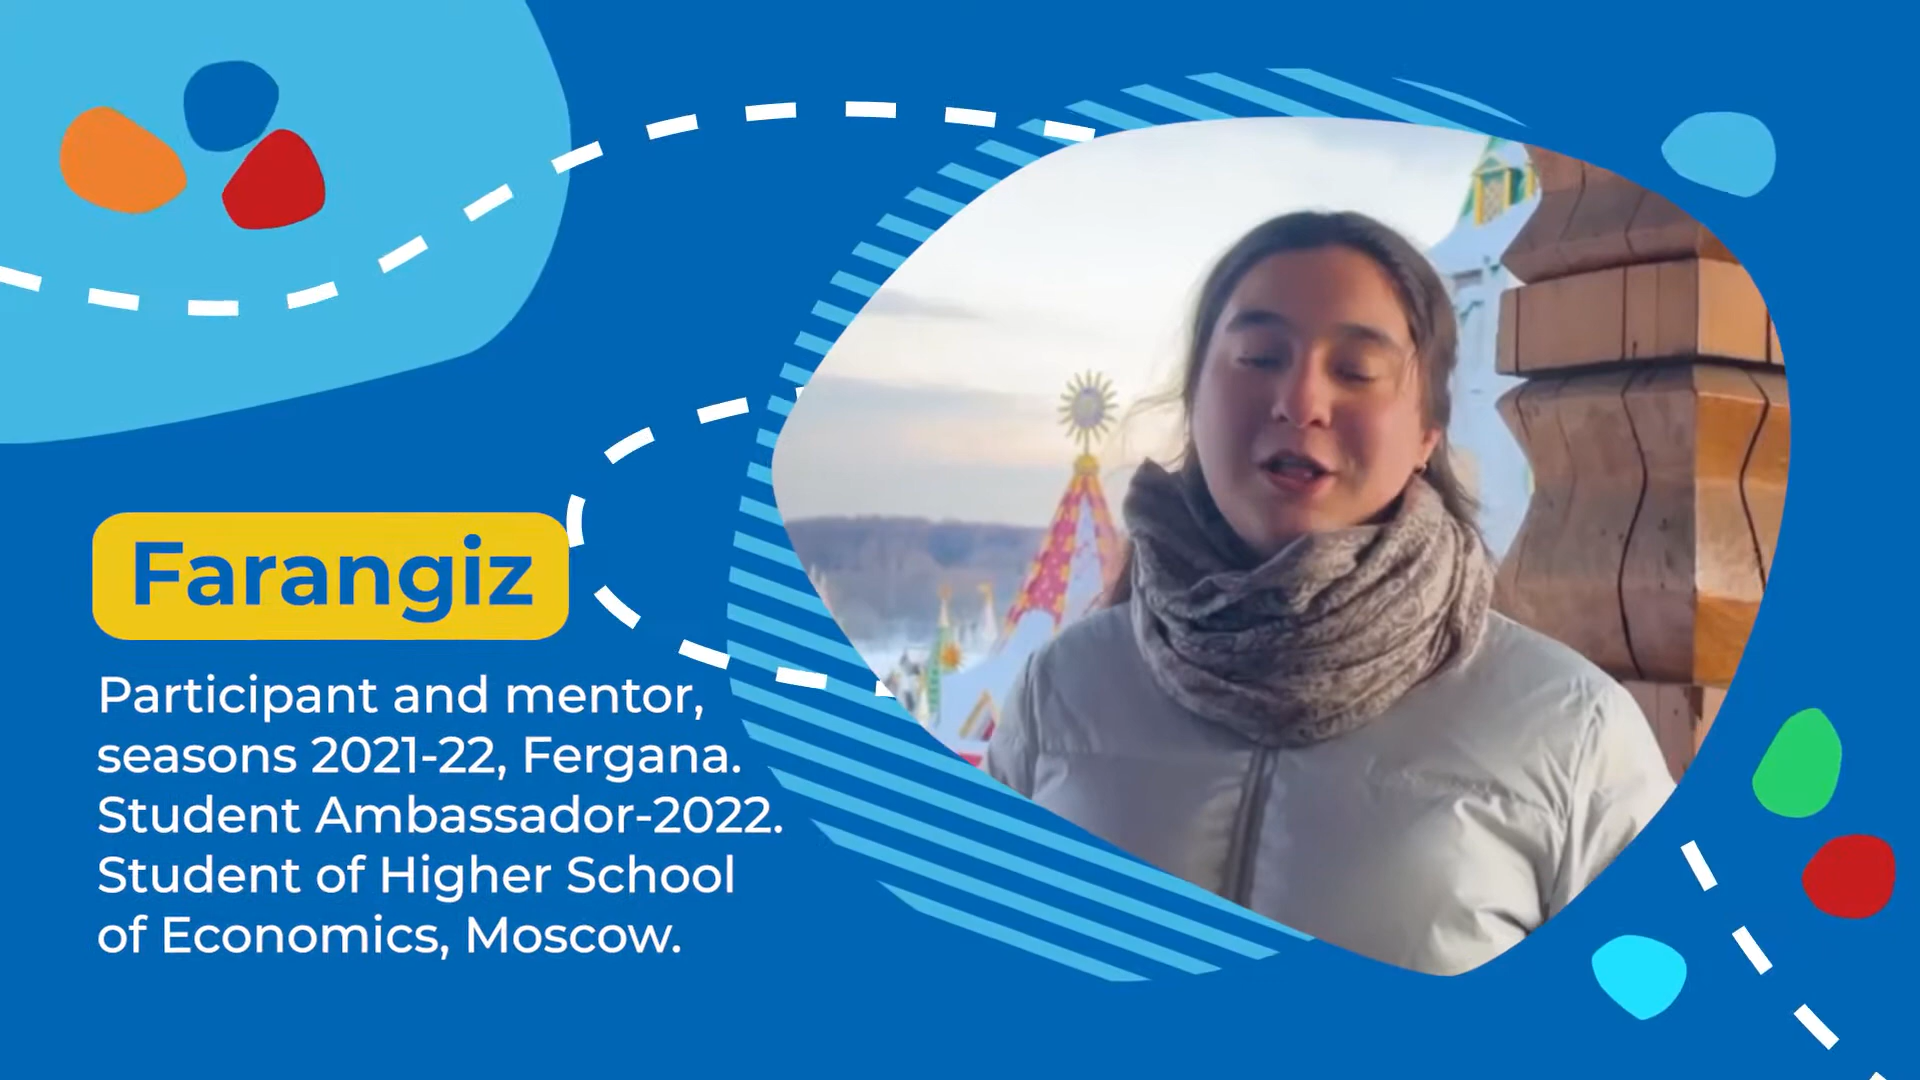 Farangiz
Participant and mentor,
seasons 2021-22, Fergana.
Student Ambassador-2022.
Student of Higher School
of Economics, Moscow.